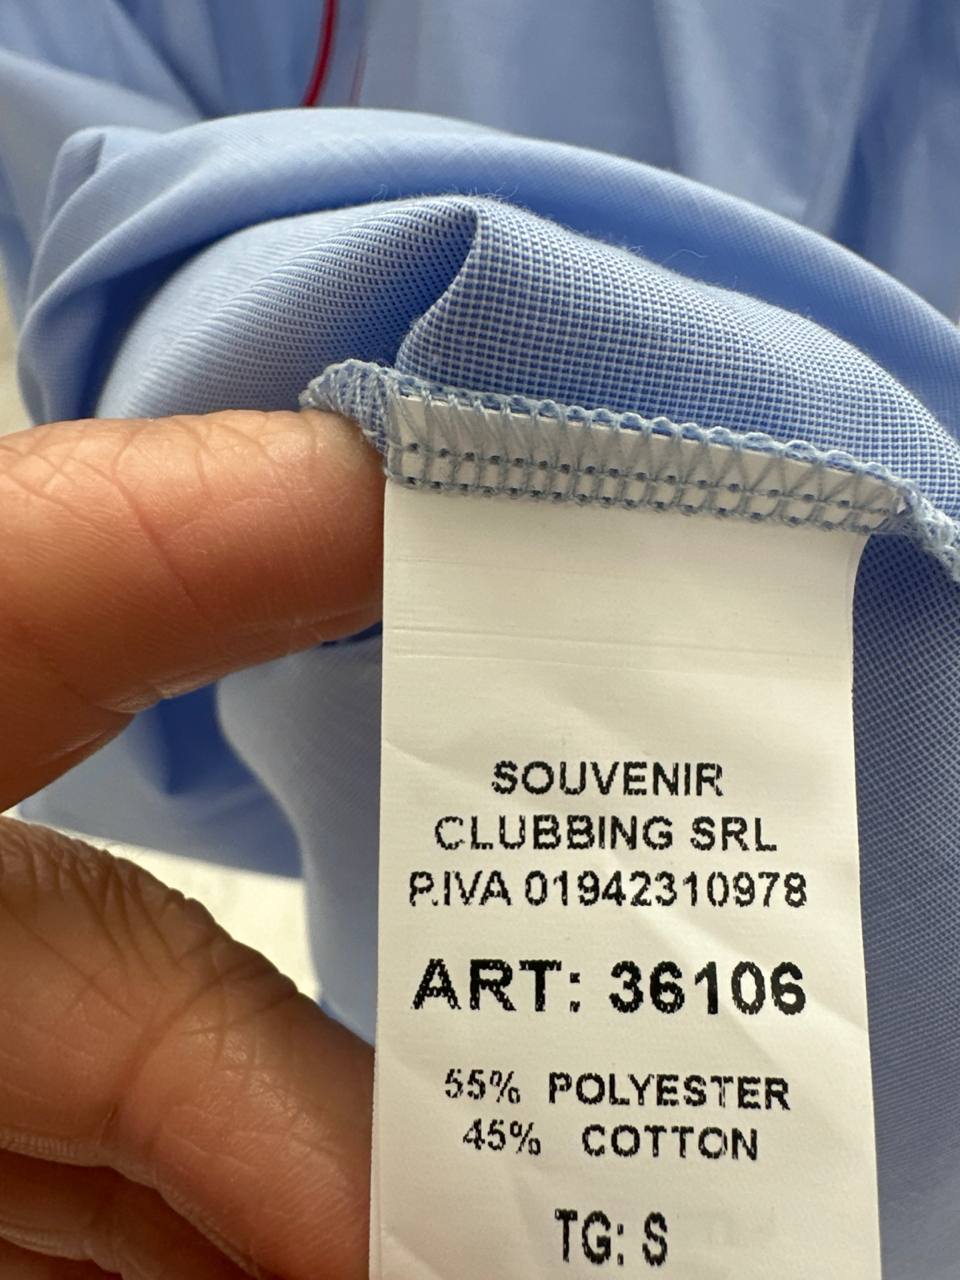 SOUVENIR
CLUBBING SRL
P.IVA 01942310978
ART: 36106
55% POLYESTER
45% COTTON
TG: S